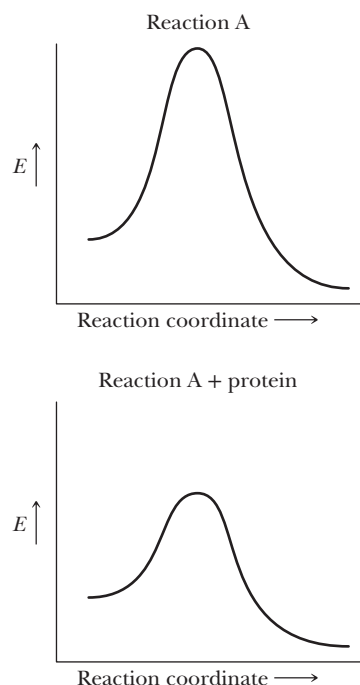 Reaction A
E
Reaction coordinate
Reaction A + protein
E
Reaction coordinate